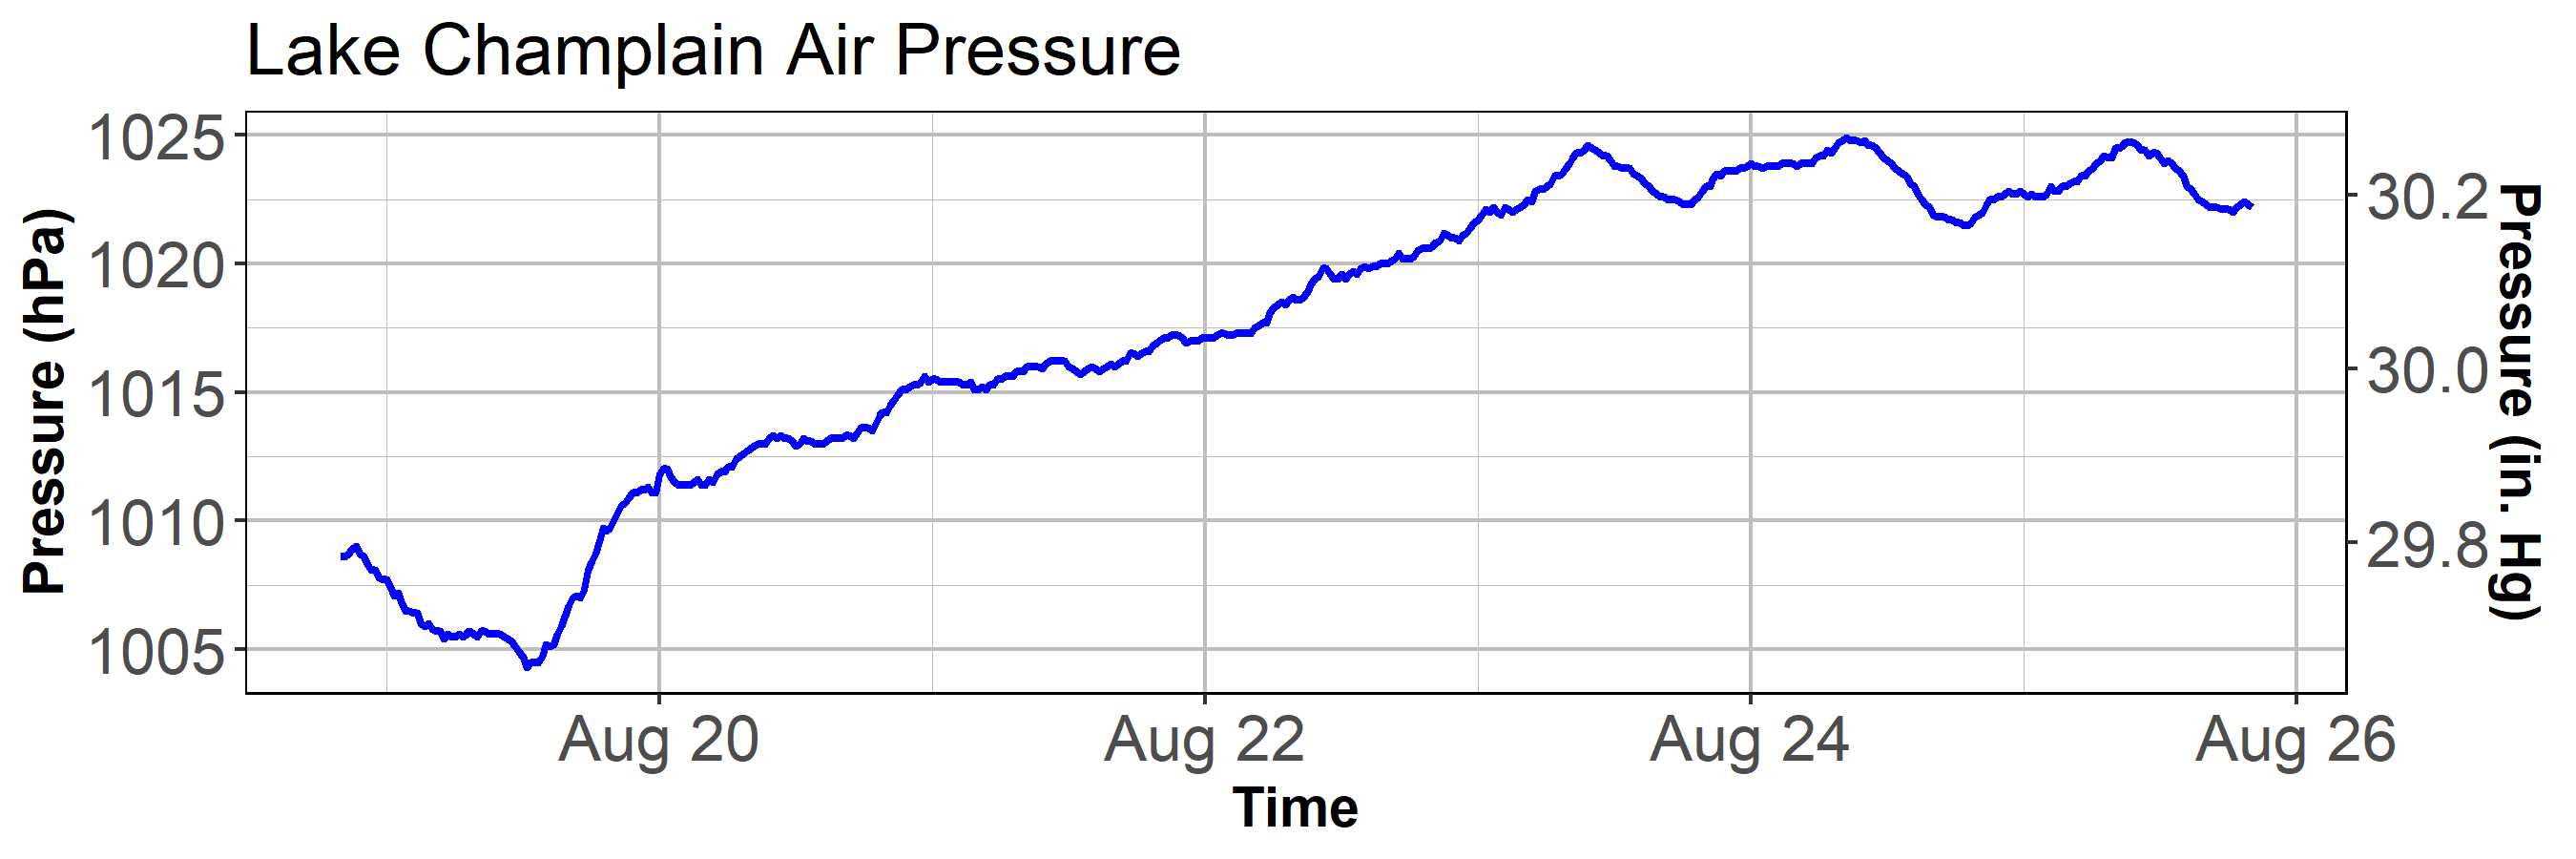 Lake Champlain Air Pressure
Pressure (hPa)
1025
1020
1015
1010
1005
30.2
30.0
29.8
Pressure (in. Hg)
Aug 20 Aug 22 Aug 24 Aug 26
Time